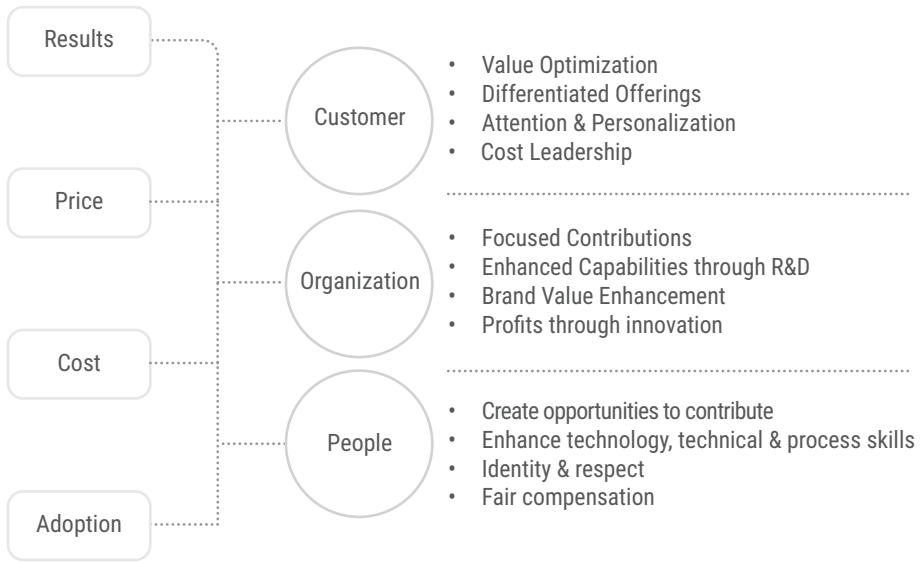 Results
Price
Cost
Adoption
Customer
• Value Optimization
• Differentiated Offerings
• Attention & Personalization
• Cost Leadership
Organization
• Focused Contributions
• Enhanced Capabilities through R&D
• Brand Value Enhancement
• Profits through innovation
People
• Create opportunities to contribute
• Enhance technology, technical & process skills
• Identity & respect
• Fair compensation